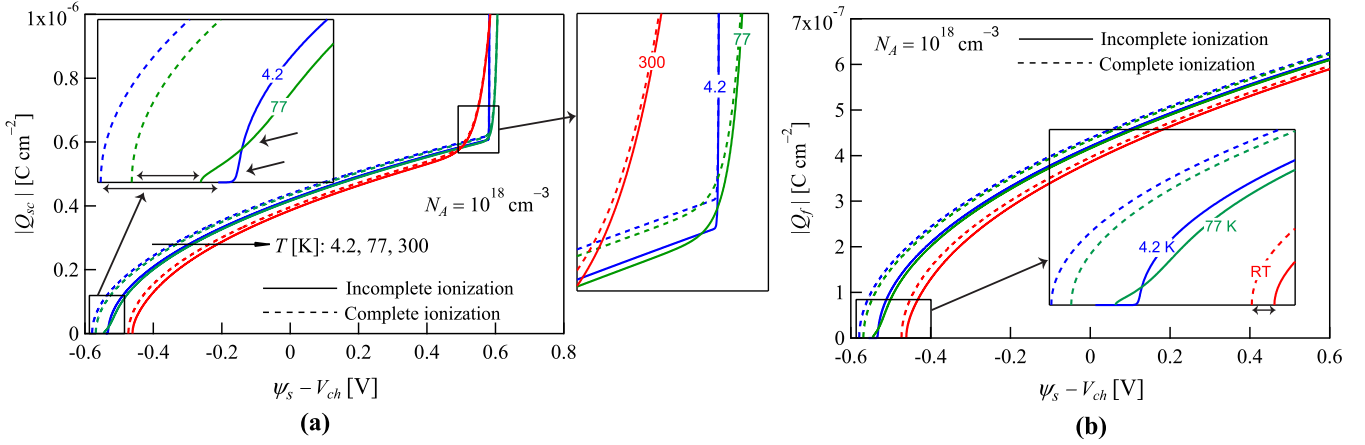 1x10⁻⁶
0.8
0.6
0.4
0.2
0
|Q_sc| [C cm⁻²]
4.2
77
N_A = 10¹⁸ cm⁻³
T [K]: 4.2, 77, 300
Incomplete ionization
Complete ionization
-0.6 -0.4 -0.2 0 0.2 0.4 0.6 0.8
ψ_s − V_ch [V]
(a)
300
77
4.2
7x10⁻⁷
6
5
4
3
2
1
0
|Q_f| [C cm⁻²]
N_A = 10¹⁸ cm⁻³
Incomplete ionization
Complete ionization
4.2 K
77 K
RT
-0.6 -0.4 -0.2 0 0.2 0.4 0.6
ψ_s − V_ch [V]
(b)